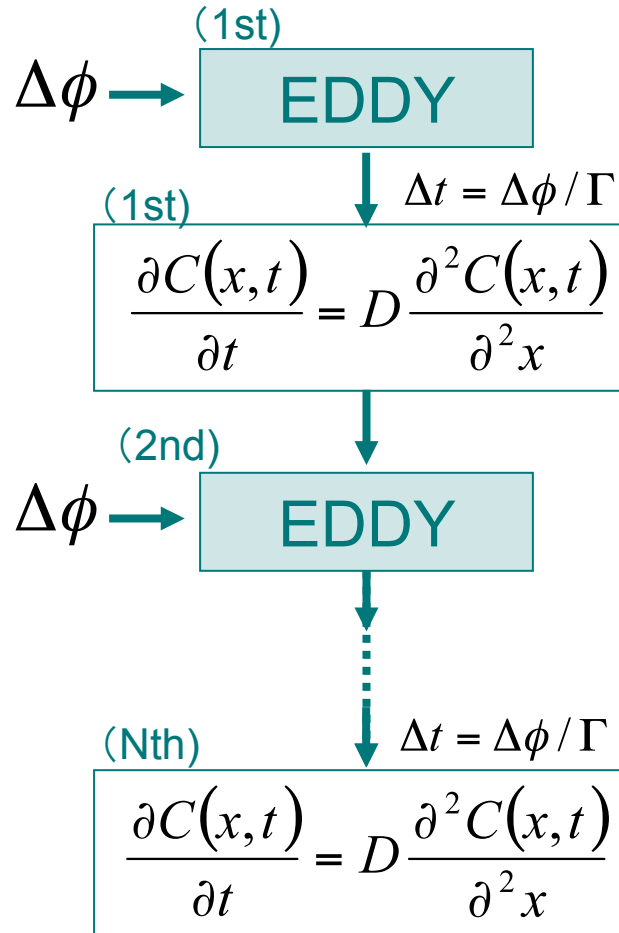 (1st)
Δϕ EDDY
Δt = Δϕ / Γ
(1st)
∂C(x,t)/∂t = D ∂²C(x,t)/∂²x
(2nd)
Δϕ EDDY
(Nth)
Δt = Δϕ / Γ
∂C(x,t)/∂t = D ∂²C(x,t)/∂²x